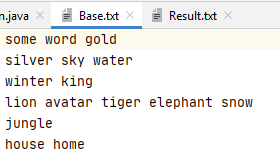 n.java
Base.txt
Result.txt
some word gold
silver sky water
winter king
lion avatar tiger elephant snow
jungle
house home